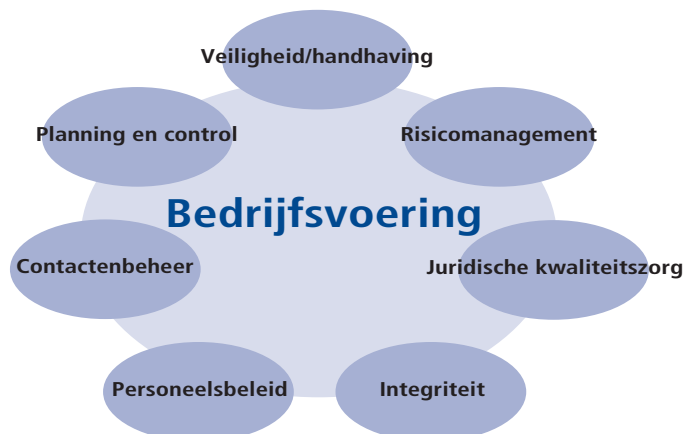 Veiligheid/handhaving
Planning en control
Risicomanagement
Bedrijfsvoering
Contactenbeheer
Juridische kwaliteitszorg
Personeelsbeleid
Integriteit